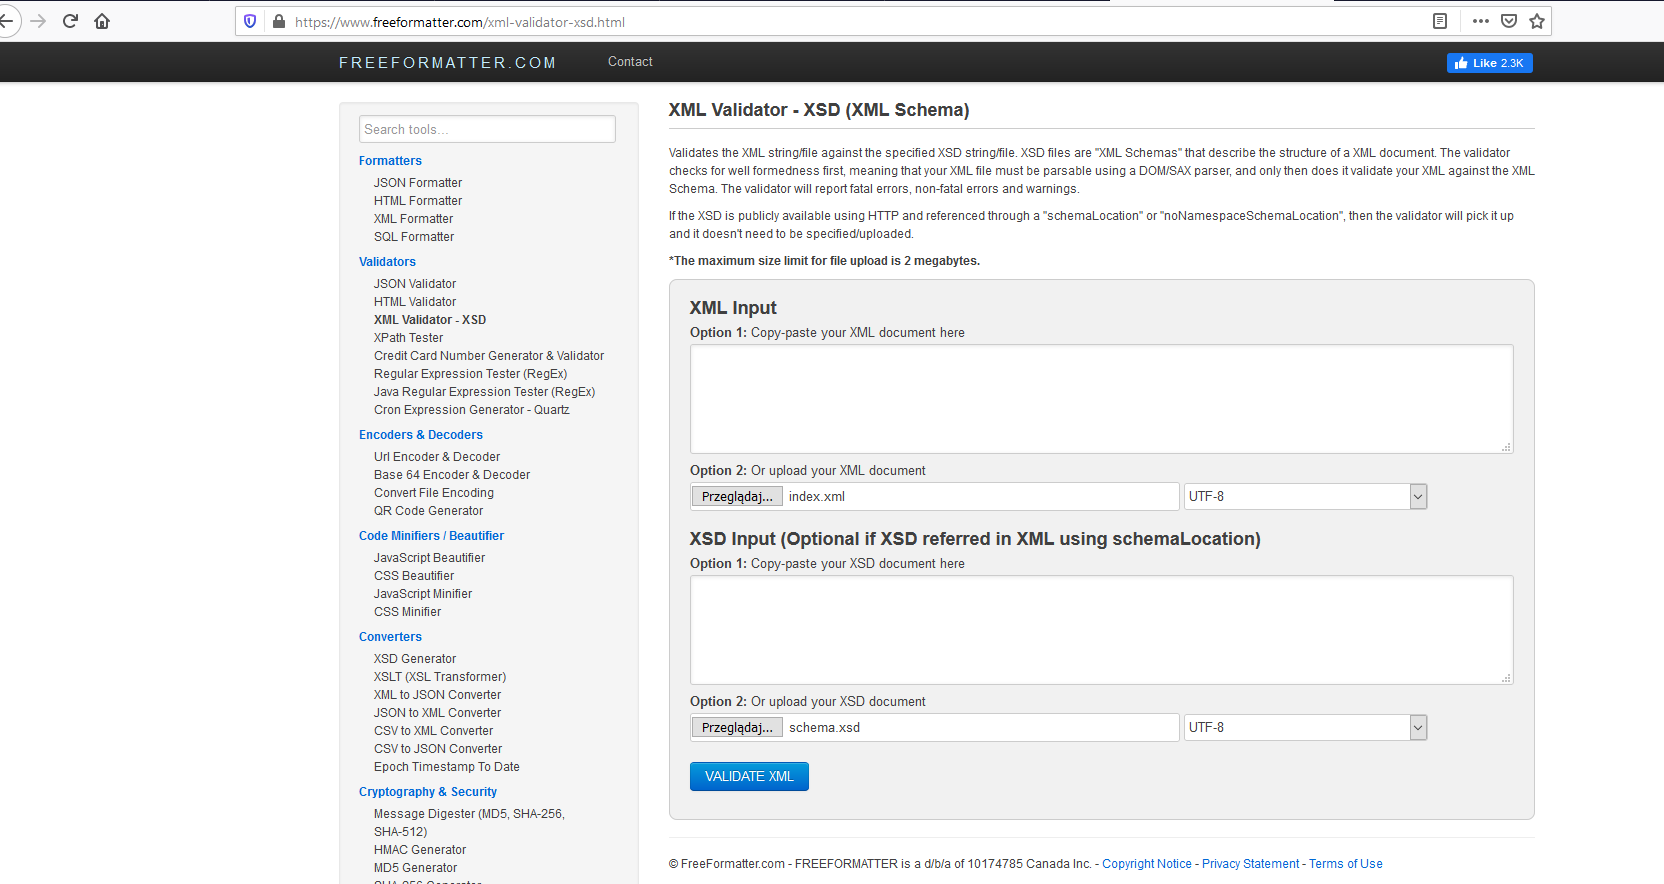 https://www.freeformatter.com/xml-validator-xsd.html
FREEFORMATTER.COM
Contact
Like 2.3K
Search tools...
Formatters
JSON Formatter
HTML Formatter
XML Formatter
SQL Formatter
Validators
JSON Validator
HTML Validator
XML Validator - XSD
XPath Tester
Credit Card Number Generator & Validator
Regular Expression Tester (RegEx)
Java Regular Expression Tester (RegEx)
Cron Expression Generator - Quartz
Encoders & Decoders
Url Encoder & Decoder
Base 64 Encoder & Decoder
Convert File Encoding
QR Code Generator
Code Minifiers / Beautifier
JavaScript Beautifier
CSS Beautifier
JavaScript Minifier
CSS Minifier
Converters
XSD Generator
XSLT (XSL Transformer)
XML to JSON Converter
JSON to XML Converter
CSV to XML Converter
CSV to JSON Converter
Epoch Timestamp To Date
Cryptography & Security
Message Digester (MD5, SHA-256,
SHA-512)
HMAC Generator
MD5 Generator
SHA-256 Generator
XML Validator - XSD (XML Schema)
Validates the XML string/file against the specified XSD string/file. XSD files are "XML Schemas" that describe the structure of a XML document. The validator
checks for well formedness first, meaning that your XML file must be parsable using a DOM/SAX parser, and only then does it validate your XML against the XML
Schema. The validator will report fatal errors, non-fatal errors and warnings.
If the XSD is publicly available using HTTP and referenced through a "schemaLocation" or "noNamespaceSchemaLocation", then the validator will pick it up
and it doesn't need to be specified/uploaded.
*The maximum size limit for file upload is 2 megabytes.
XML Input
Option 1: Copy-paste your XML document here
Option 2: Or upload your XML document
Przeglądaj... index.xml
UTF-8
XSD Input (Optional if XSD referred in XML using schemaLocation)
Option 1: Copy-paste your XSD document here
Option 2: Or upload your XSD document
Przeglądaj... schema.xsd
UTF-8
VALIDATE XML
© FreeFormatter.com - FREEFORMATTER is a d/b/a of 10174785 Canada Inc. - Copyright Notice - Privacy Statement - Terms of Use